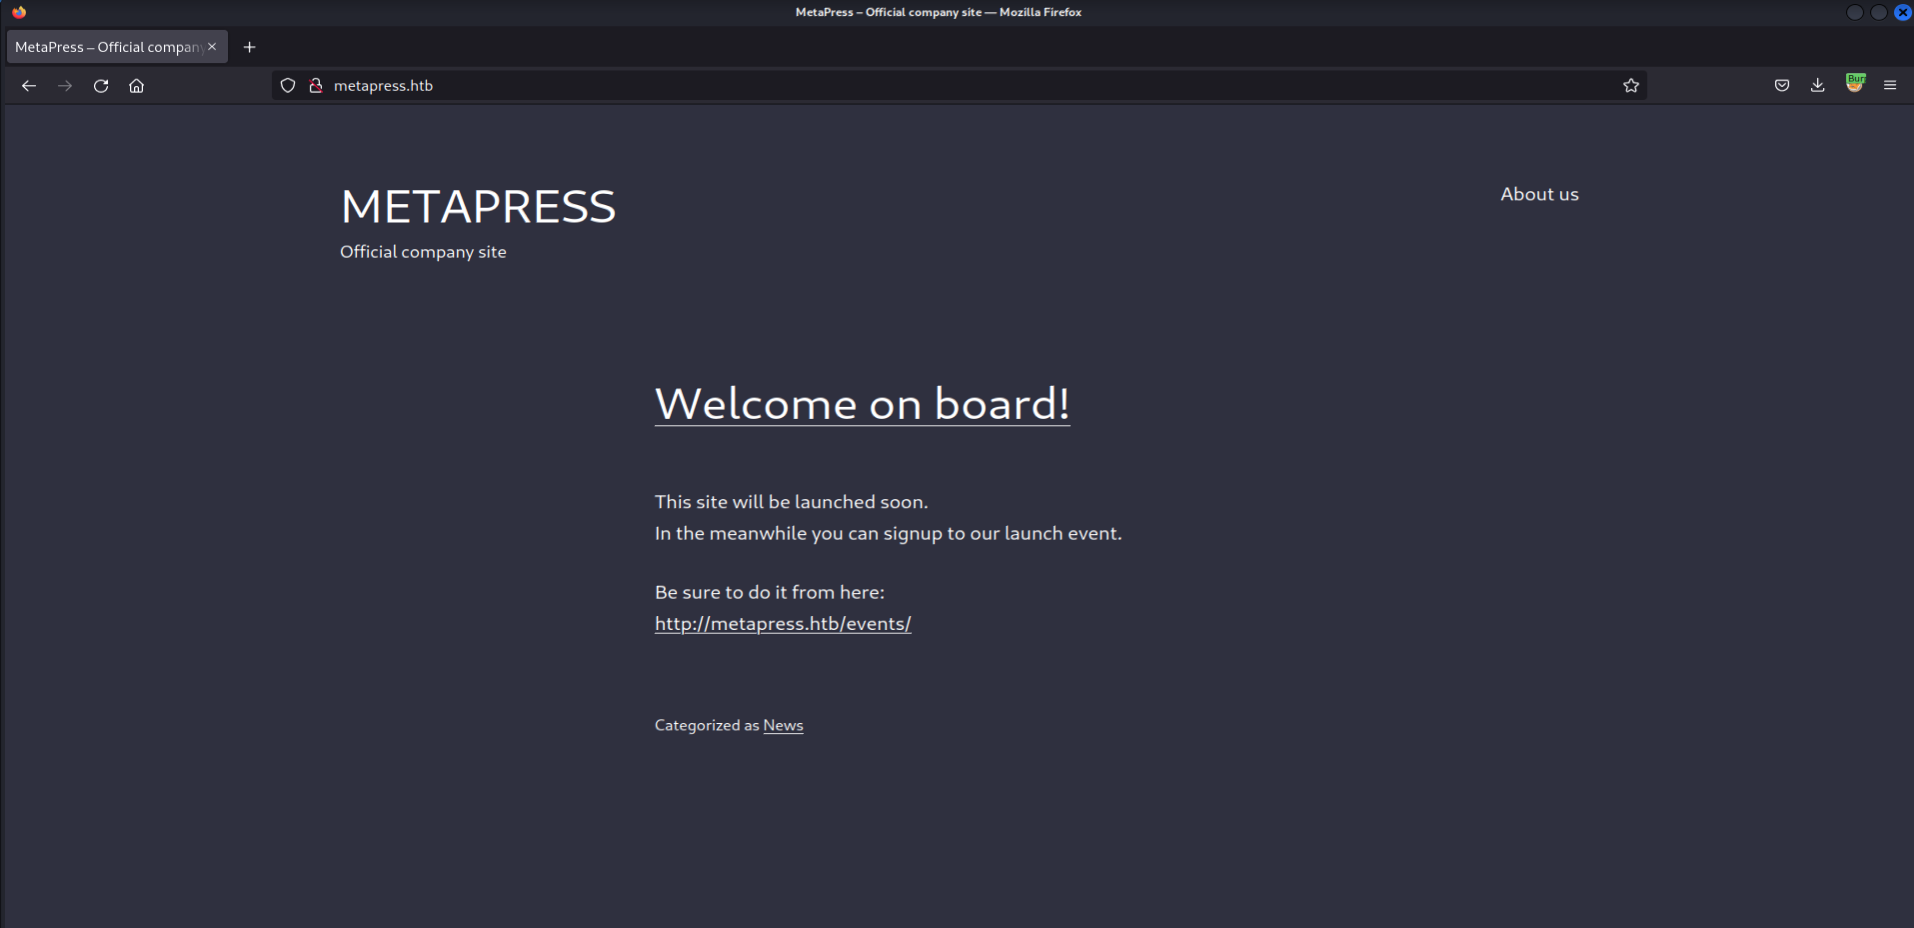 MetaPress – Official company site — Mozilla Firefox
MetaPress – Official company
metapress.htb
Bur
METAPRESS
About us
Official company site
Welcome on board!
This site will be launched soon.
In the meanwhile you can signup to our launch event.
Be sure to do it from here:
http://metapress.htb/events/
Categorized as News